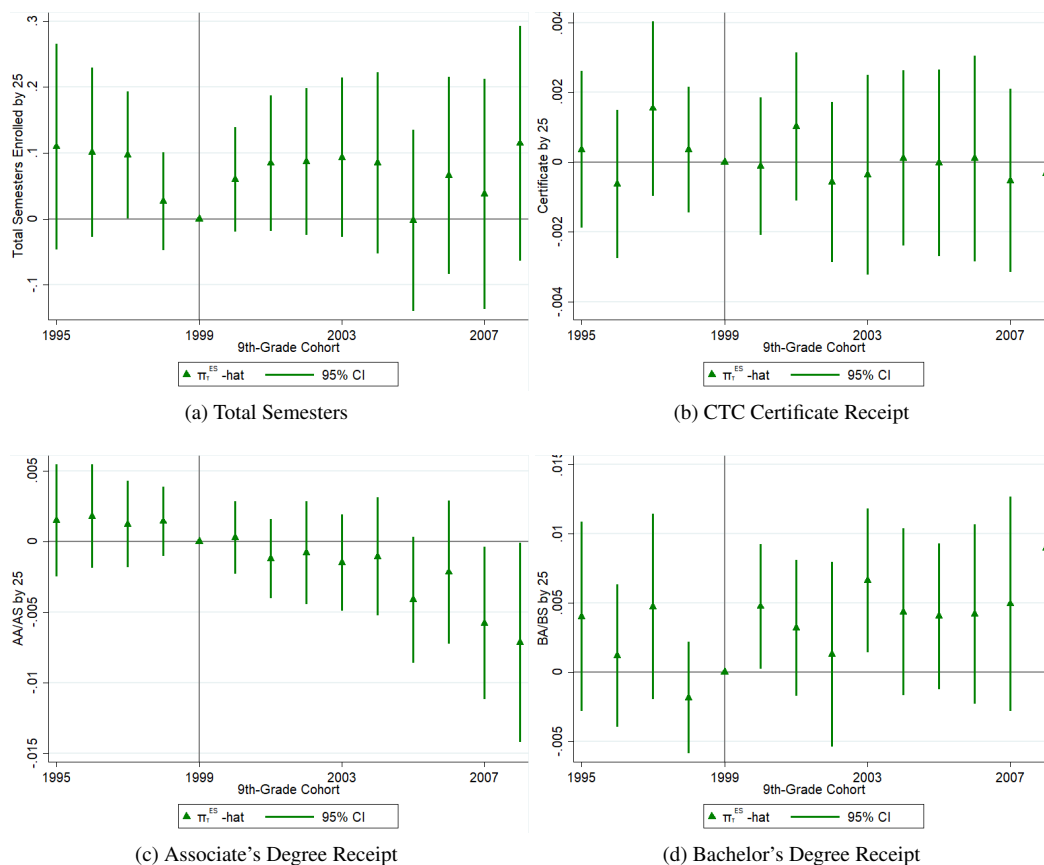 Total Semesters Enrolled by 25
.3
.2
.1
0
-.1
1995 1999 2003 2007
9th-Grade Cohort
πτ^ES -hat 95% CI
(a) Total Semesters
Certificate by 25
.004
.002
0
-.002
-.004
1995 1999 2003 2007
9th-Grade Cohort
πτ^ES -hat 95% CI
(b) CTC Certificate Receipt
AA/AS by 25
.005
0
-.005
-.01
-.015
1995 1999 2003 2007
9th-Grade Cohort
πτ^ES -hat 95% CI
(c) Associate's Degree Receipt
BA/BS by 25
.015
.01
.005
0
-.005
1995 1999 2003 2007
9th-Grade Cohort
πτ^ES -hat 95% CI
(d) Bachelor's Degree Receipt